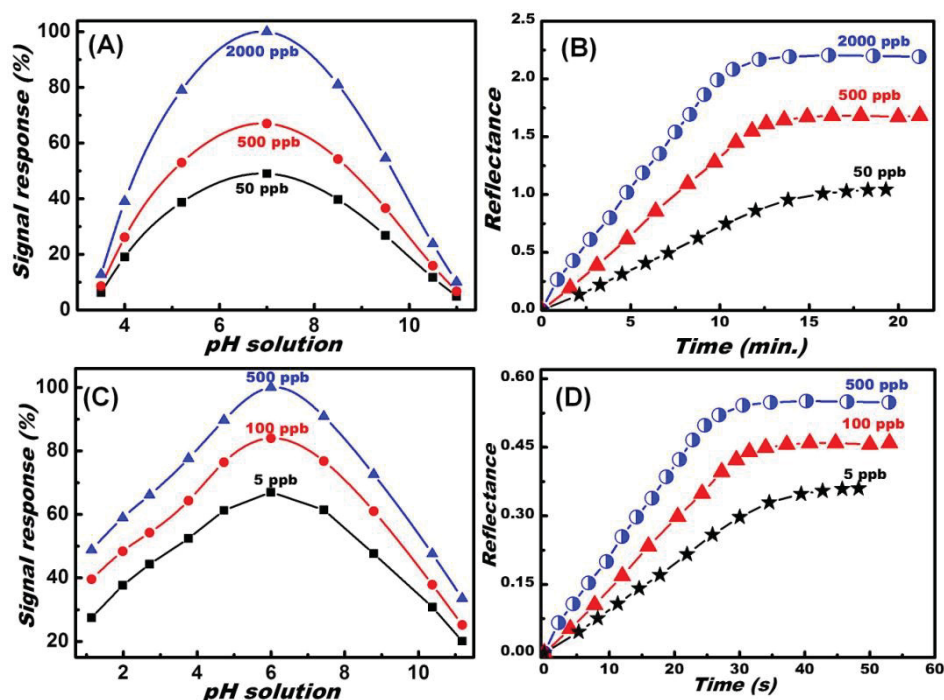 (A)
Signal response (%)
100
80
60
40
20
0
2000 ppb
500 ppb
50 ppb
4 6 8 10
pH solution
(B)
Reflectance
2.5
2.0
1.5
1.0
0.5
0.0
2000 ppb
500 ppb
50 ppb
0 5 10 15 20
Time (min.)
(C)
Signal response (%)
100
80
60
40
20
500 ppb
100 ppb
5 ppb
2 4 6 8 10
pH solution
(D)
Reflectance
0.60
0.45
0.30
0.15
0.00
500 ppb
100 ppb
5 ppb
0 10 20 30 40 50 60
Time (s)